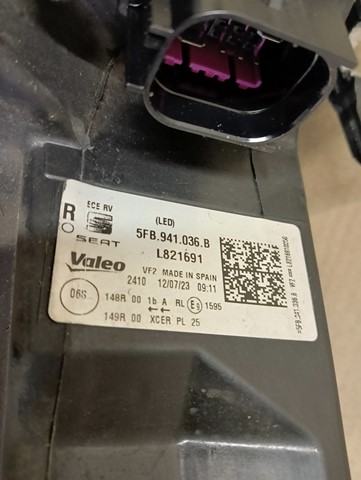 R
ECE RV
(LED)
SEAT
5FB.941.036.B
L821691
Valeo
VF2 MADE IN SPAIN
2410 12/07/23 09:11
06S
148R 00 1b A RL E9 1595
←←
149R 00 XCER PL 25